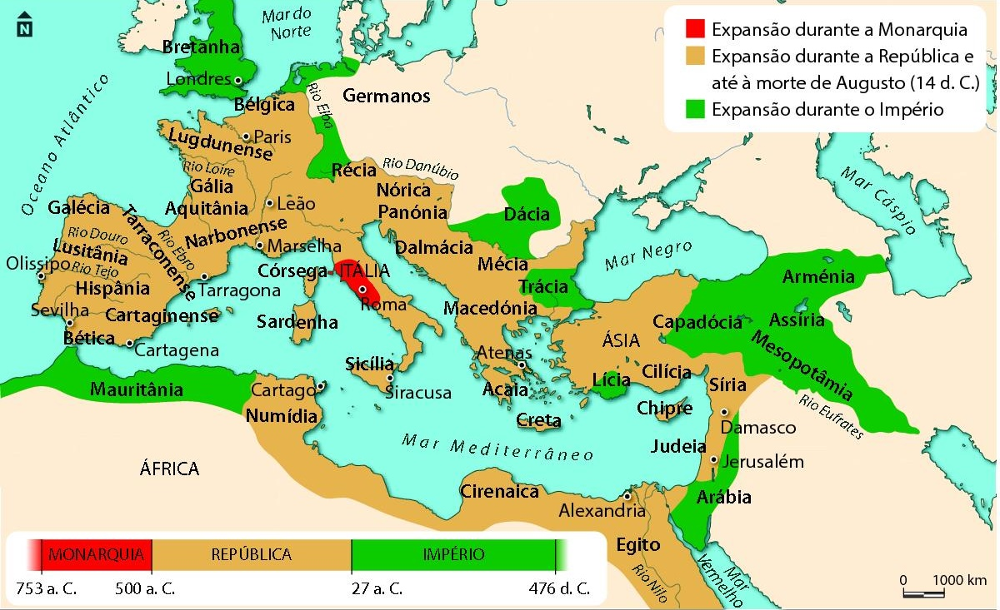 N
Mar do
Norte
Expansão durante a Monarquia
Expansão durante a República e
até à morte de Augusto (14 d. C.)
Expansão durante o Império
Bretanha
Londres
Oceano Atlântico
Bélgica
Rio Elba
Germanos
Lugdunense
Paris
Rio Loire
Récia
Rio Danúbio
Gália
Nórica
Galécia
Aquitânia
Leão
Panónia
Dácia
Mar Cáspio
Tarraconense
Narbonense
Rio Douro
Rio Ebro
Lusitânia
Marselha
Dalmácia
Mar Negro
Olissipo
Rio Tejo
Córsega
ITÁLIA
Mécia
Arménia
Hispânia
Tarragona
Roma
Trácia
Sevilha
Cartaginense
Sardenha
Macedónia
Capadócia
Assíria
Bética
Cartagena
ÁSIA
Mesopotâmia
Atenas
Sicília
Cilícia
Mauritânia
Cartago
Siracusa
Acaia
Lícia
Síria
Numídia
Creta
Chipre
Rio Eufrates
Damasco
Mar Mediterrâneo
Judeia
Jerusalém
ÁFRICA
Cirenaica
Alexandria
Arábia
Egito
Rio Nilo
Mar
Vermelho
MONARQUIA REPÚBLICA IMPÉRIO
753 a. C. 500 a. C. 27 a. C. 476 d. C.
0 1000 km